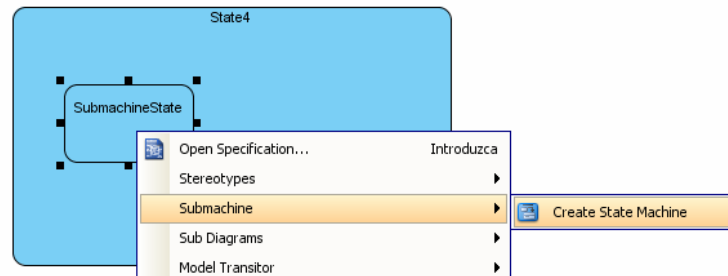 State4
SubmachineState
Open Specification... Introduzca
Stereotypes
Submachine
Create State Machine
Sub Diagrams
Model Transitor